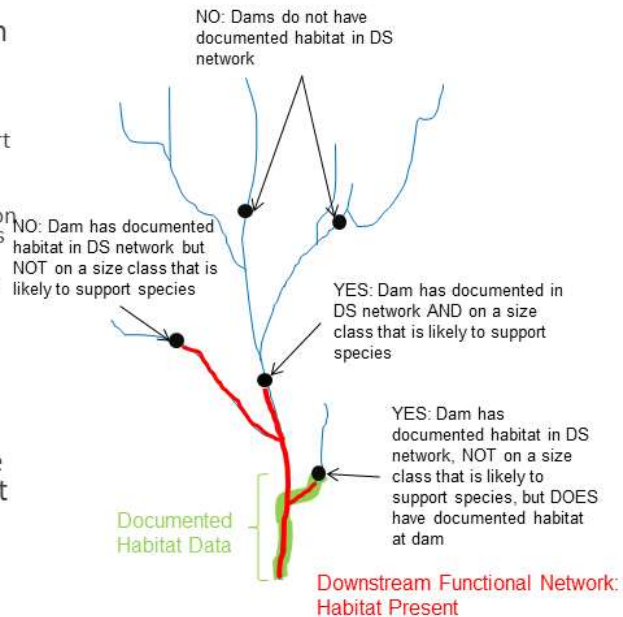 NO: Dams do not have
documented habitat in DS
network
NO: Dam has documented
habitat in DS network but
NOT on a size class that is
likely to support species
YES: Dam has documented in
DS network AND on a size
class that is likely to support
species
YES: Dam has
documented habitat in DS
network, NOT on a size
class that is likely to
support species, but DOES
have documented habitat
at dam
Documented
Habitat Data
Downstream Functional Network:
Habitat Present